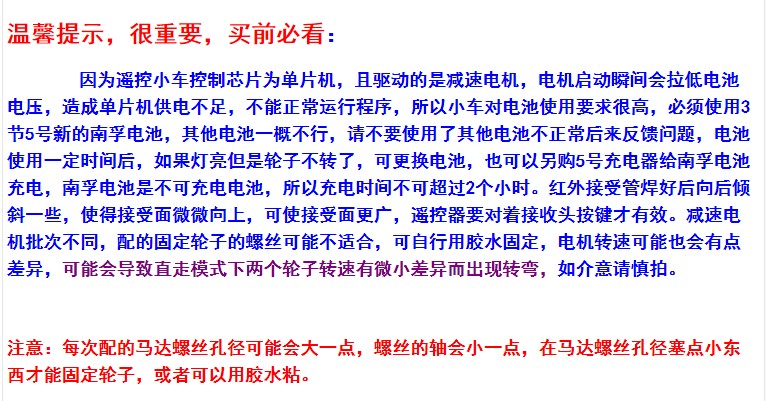 温馨提示，很重要，买前必看：
因为遥控小车控制芯片为单片机，且驱动的是减速电机，电机启动瞬间会拉低电池
电压，造成单片机供电不足，不能正常运行程序，所以小车对电池使用要求很高，必须使用3
节5号新的南孚电池，其他电池一概不行，请不要使用了其他电池不正常后来反馈问题，电池
使用一定时间后，如果灯亮但是轮子不转了，可更换电池，也可以另购5号充电器给南孚电池
充电，南孚电池是不可充电电池，所以充电时间不可超过2个小时。红外接受管焊好后向后倾
斜一些，使得接受面微微向上，可使接受面更广，遥控器要对着接收头按键才有效。减速电
机批次不同，配的固定轮子的螺丝可能不适合，可自行用胶水固定，电机转速可能也会有点
差异，可能会导致直走模式下两个轮子转速有微小差异而出现转弯，如介意请慎拍。
注意：每次配的马达螺丝孔径可能会大一点，螺丝的轴会小一点，在马达螺丝孔径塞点小东
西才能固定轮子，或者可以用胶水粘。